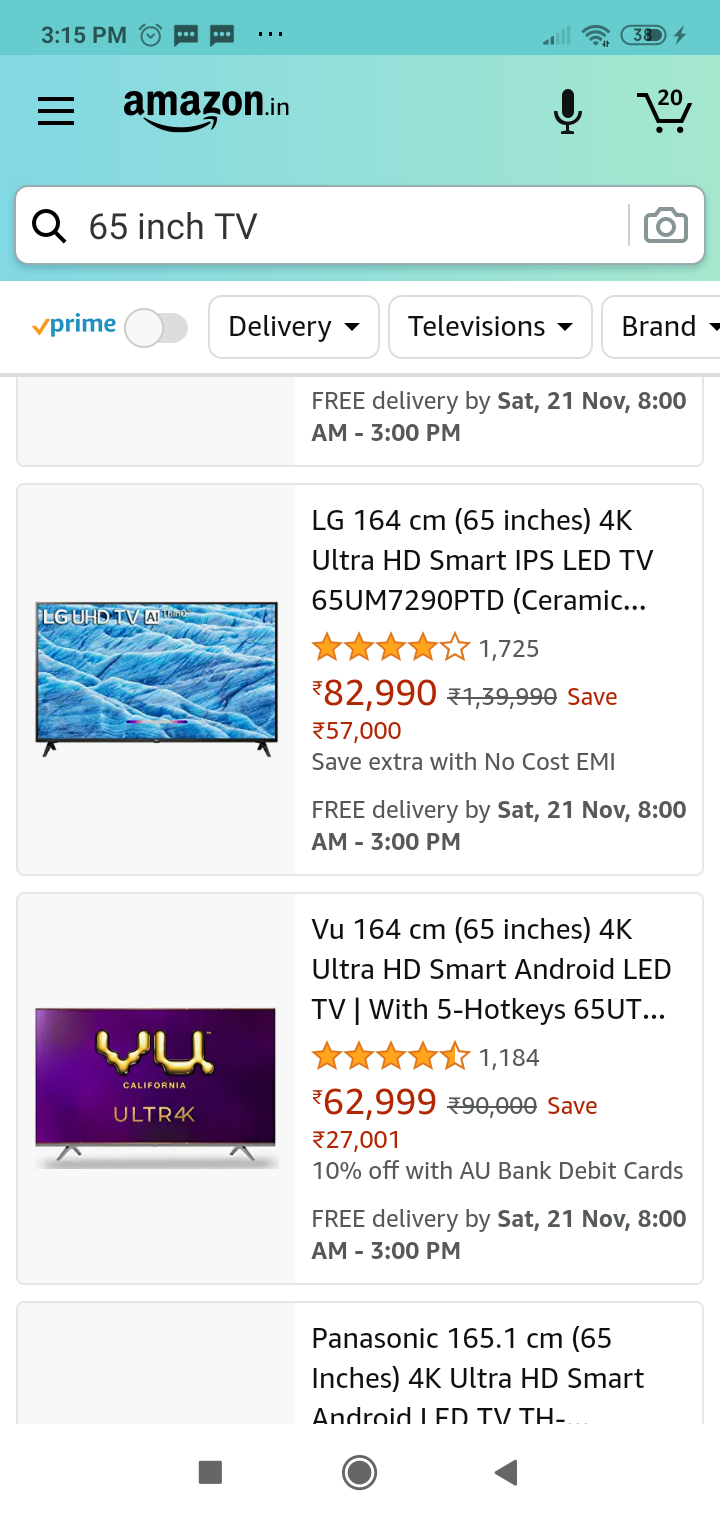 3:15 PM ... 38
amazon.in
20
65 inch TV
prime Delivery Televisions Brand
FREE delivery by Sat, 21 Nov, 8:00
AM - 3:00 PM
LG 164 cm (65 inches) 4K
Ultra HD Smart IPS LED TV
65UM7290PTD (Ceramic...
LG UHD TV AI ThinQ
1,725
₹82,990 ₹1,39,990 Save
₹57,000
Save extra with No Cost EMI
FREE delivery by Sat, 21 Nov, 8:00
AM - 3:00 PM
Vu 164 cm (65 inches) 4K
Ultra HD Smart Android LED
TV | With 5-Hotkeys 65UT...
vu
CALIFORNIA
ULTR4K
1,184
₹62,999 ₹90,000 Save
₹27,001
10% off with AU Bank Debit Cards
FREE delivery by Sat, 21 Nov, 8:00
AM - 3:00 PM
Panasonic 165.1 cm (65
Inches) 4K Ultra HD Smart
Android LED TV TH-...